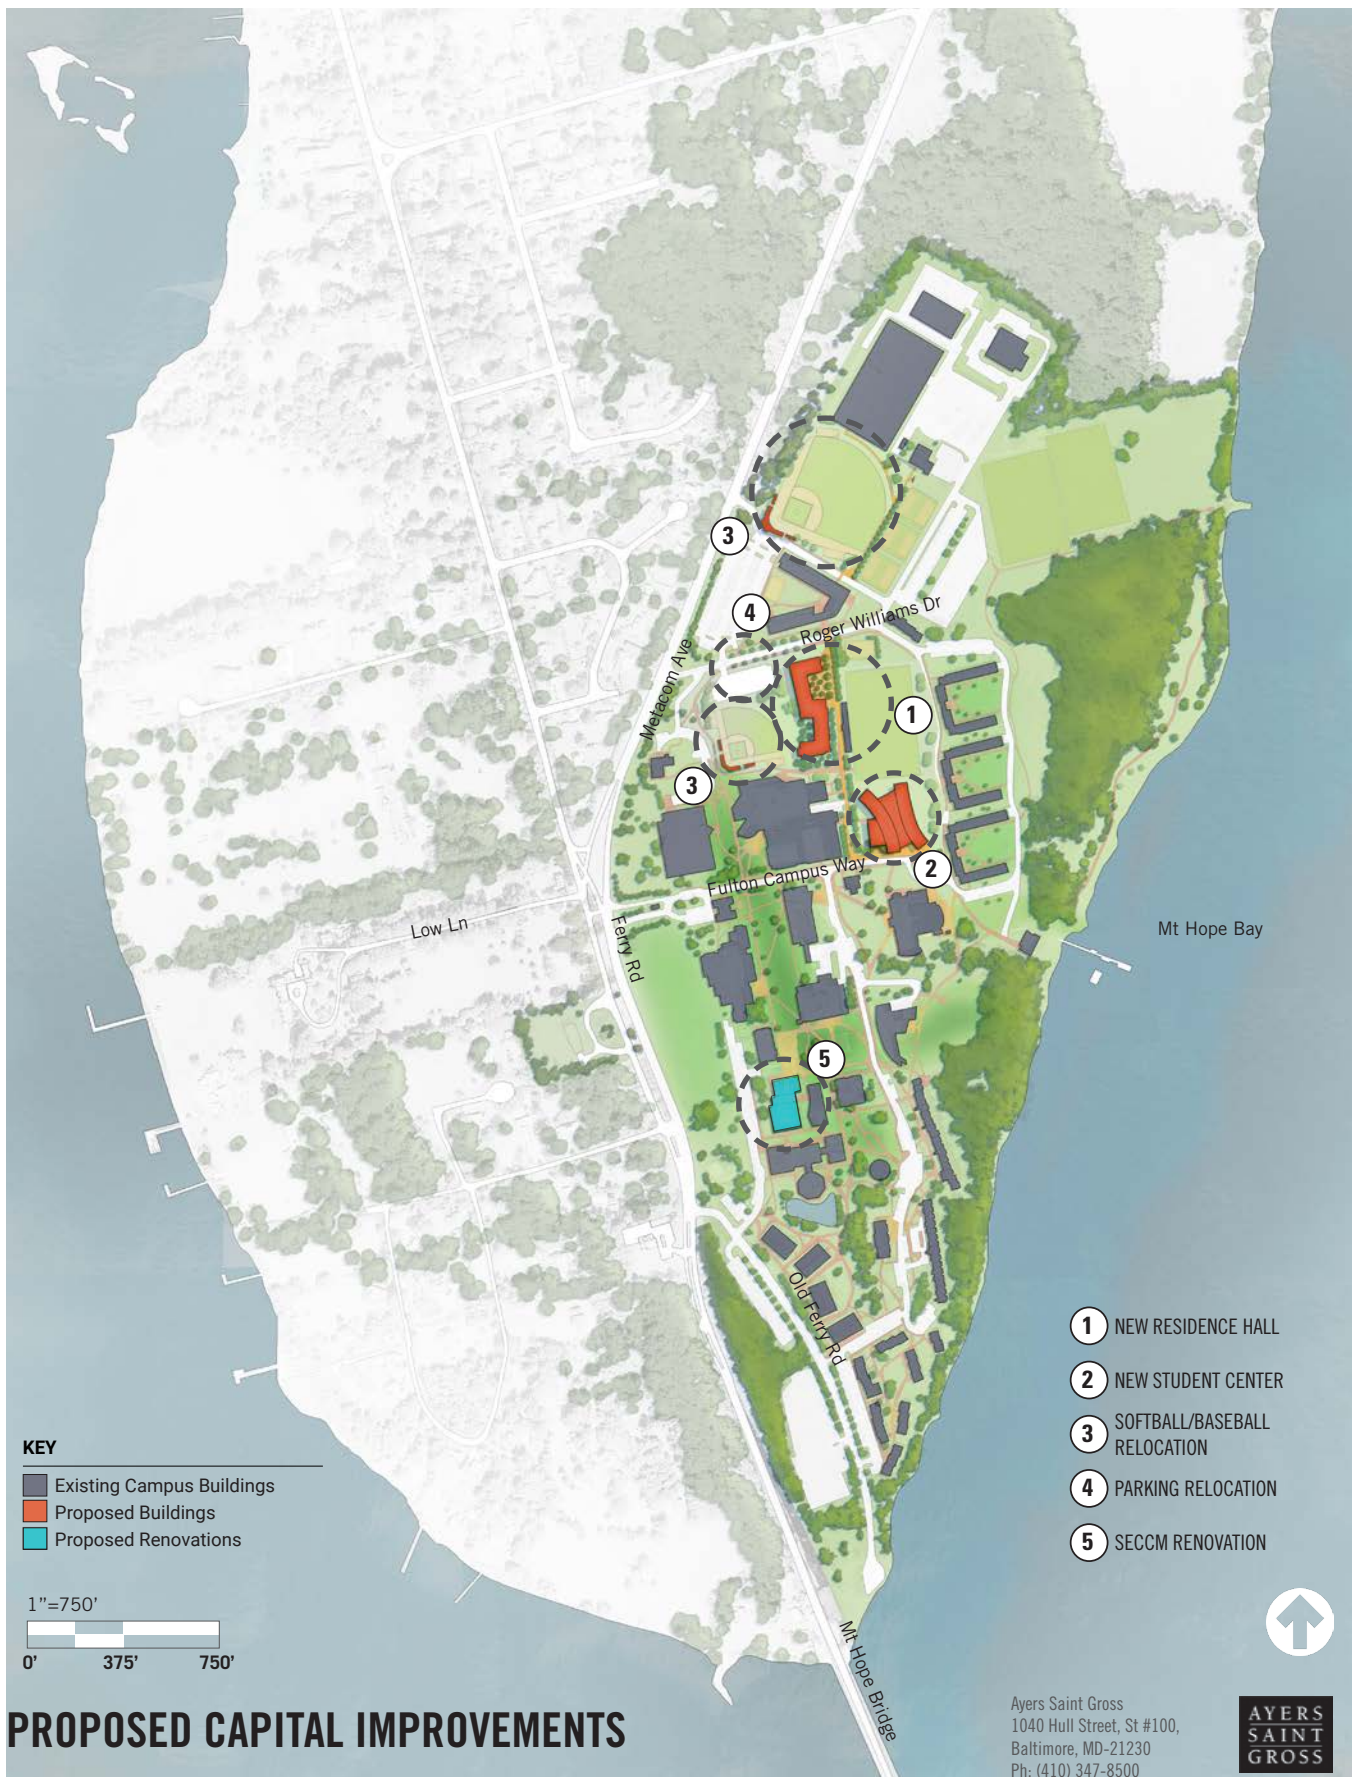 3
4
Roger Williams Dr
Metacom Ave
1
3
2
Fulton Campus Way
Low Ln
Ferry Rd
Mt Hope Bay
5
Old Ferry Rd
1 NEW RESIDENCE HALL
2 NEW STUDENT CENTER
3 SOFTBALL/BASEBALL
RELOCATION
4 PARKING RELOCATION
5 SECCM RENOVATION
KEY
Existing Campus Buildings
Proposed Buildings
Proposed Renovations
1”=750’
0’ 375’ 750’
Mt Hope Bridge
PROPOSED CAPITAL IMPROVEMENTS
Ayers Saint Gross
1040 Hull Street, St #100,
Baltimore, MD-21230
Ph: (410) 347-8500
AYERS
SAINT
GROSS